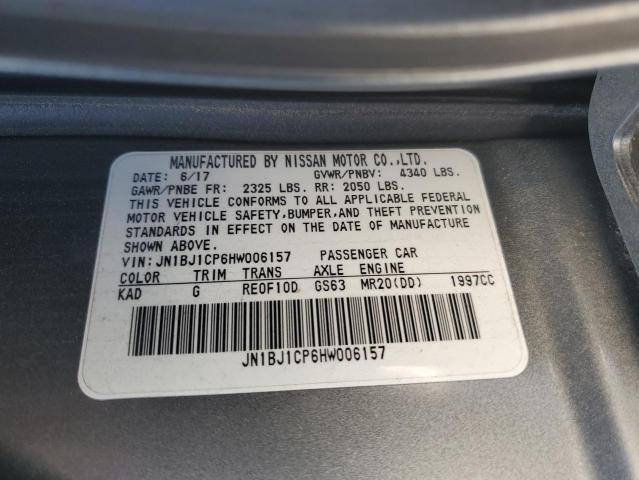 MANUFACTURED BY NISSAN MOTOR CO.,LTD.
DATE: 6/17 GVWR/PNBV: 4340 LBS.
GAWR/PNBE FR: 2325 LBS. RR: 2050 LBS.
THIS VEHICLE CONFORMS TO ALL APPLICABLE FEDERAL
MOTOR VEHICLE SAFETY,BUMPER,AND THEFT PREVENTION
STANDARDS IN EFFECT ON THE DATE OF MANUFACTURE
SHOWN ABOVE.
VIN:JN1BJ1CP6HW006157 PASSENGER CAR
COLOR TRIM TRANS AXLE ENGINE
KAD G RE0F10D GS63 MR20(DD) 1997CC
JN1BJ1CP6HW006157